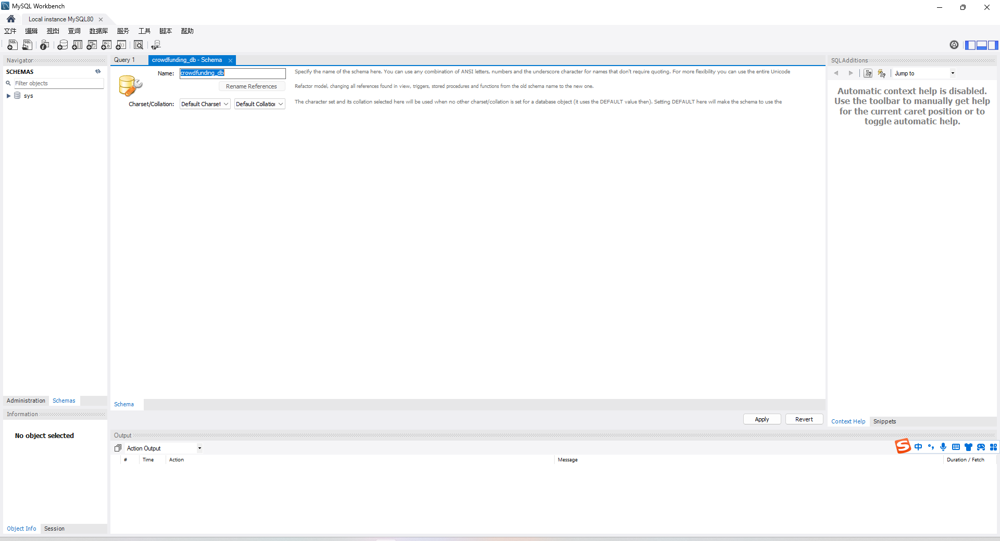 MySQL Workbench
Local instance MySQL80
文件 编辑 视图 查询 数据库 服务 工具 脚本 帮助
Navigator
SCHEMAS
Filter objects
sys
Administration Schemas
Information
No object selected
Object Info Session
Query 1 crowdfunding_db - Schema
Name: crowdfunding_db Specify the name of the schema here. You can use any combination of ANSI letters, numbers and the underscore character for names that don't require quoting. For more flexibility you can use the entire Unicode
Rename References Refactor model, changing all references found in view, triggers, stored procedures and functions from the old schema name to the new one.
Charset/Collation: Default Charset Default Collation The character set and its collation selected here will be used when no other charset/collation is set for a database object (it uses the DEFAULT value then). Setting DEFAULT here will make the schema to use the
Schema
Apply Revert
Output
Action Output
# Time Action Message Duration / Fetch
SQLAdditions
Jump to
Automatic context help is disabled.
Use the toolbar to manually get help
for the current caret position or to
toggle automatic help.
Context Help Snippets
S中